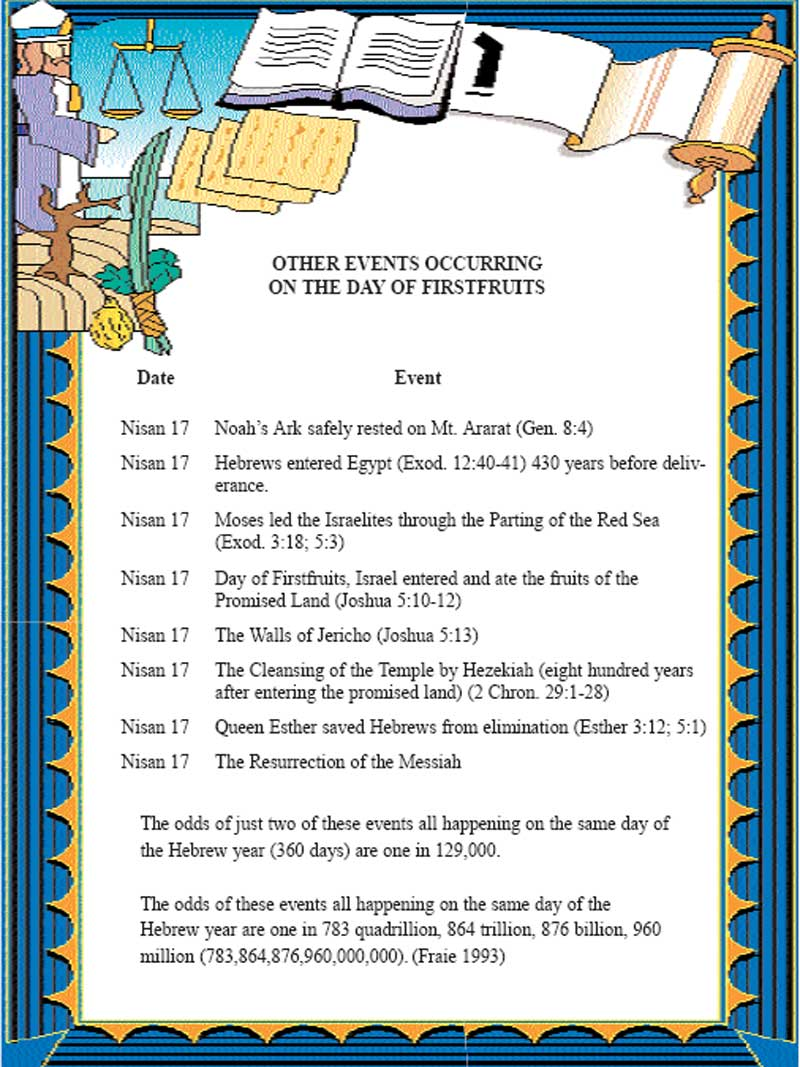 OTHER EVENTS OCCURRING
ON THE DAY OF FIRSTFRUITS
Date Event
Nisan 17 Noah's Ark safely rested on Mt. Ararat (Gen. 8:4)
Nisan 17 Hebrews entered Egypt (Exod. 12:40-41) 430 years before deliv-
erance.
Nisan 17 Moses led the Israelites through the Parting of the Red Sea
(Exod. 3:18; 5:3)
Nisan 17 Day of Firstfruits, Israel entered and ate the fruits of the
Promised Land (Joshua 5:10-12)
Nisan 17 The Walls of Jericho (Joshua 5:13)
Nisan 17 The Cleansing of the Temple by Hezekiah (eight hundred years
after entering the promised land) (2 Chron. 29:1-28)
Nisan 17 Queen Esther saved Hebrews from elimination (Esther 3:12; 5:1)
Nisan 17 The Resurrection of the Messiah
The odds of just two of these events all happening on the same day of
the Hebrew year (360 days) are one in 129,000.
The odds of these events all happening on the same day of the
Hebrew year are one in 783 quadrillion, 864 trillion, 876 billion, 960
million (783,864,876,960,000,000). (Fraie 1993)